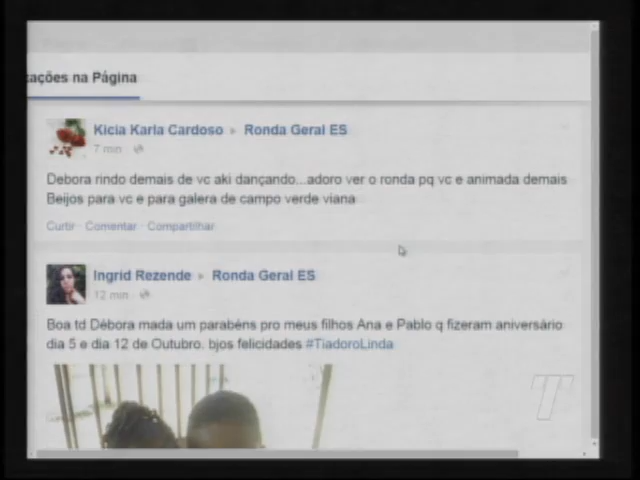 ações na Página
Kicia Karla Cardoso ▸ Ronda Geral ES
7 min
Debora rindo demais de vc aki dançando...adoro ver o ronda pq vc e animada demais
Beijos para vc e para galera de campo verde viana
Curtir · Comentar · Compartilhar
Ingrid Rezende ▸ Ronda Geral ES
12 min
Boa td Débora mada um parabéns pro meus filhos Ana e Pablo q fizeram aniversário
dia 5 e dia 12 de Outubro. bjos felicidades #TiadoroLinda
T